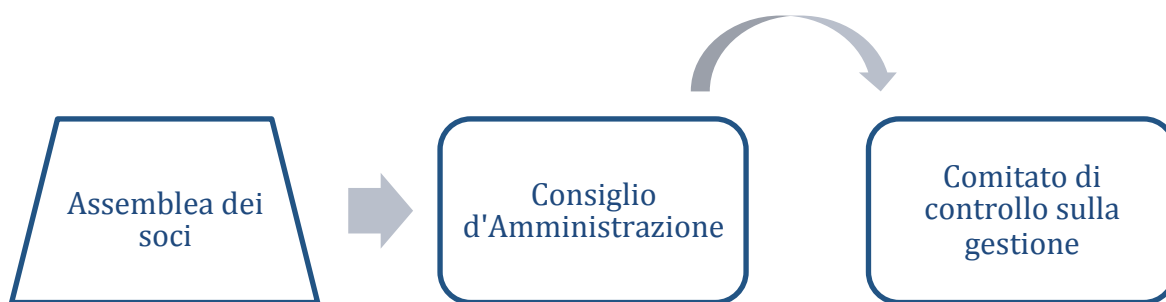 Assemblea dei
soci
Consiglio
d'Amministrazione
Comitato di
controllo sulla
gestione